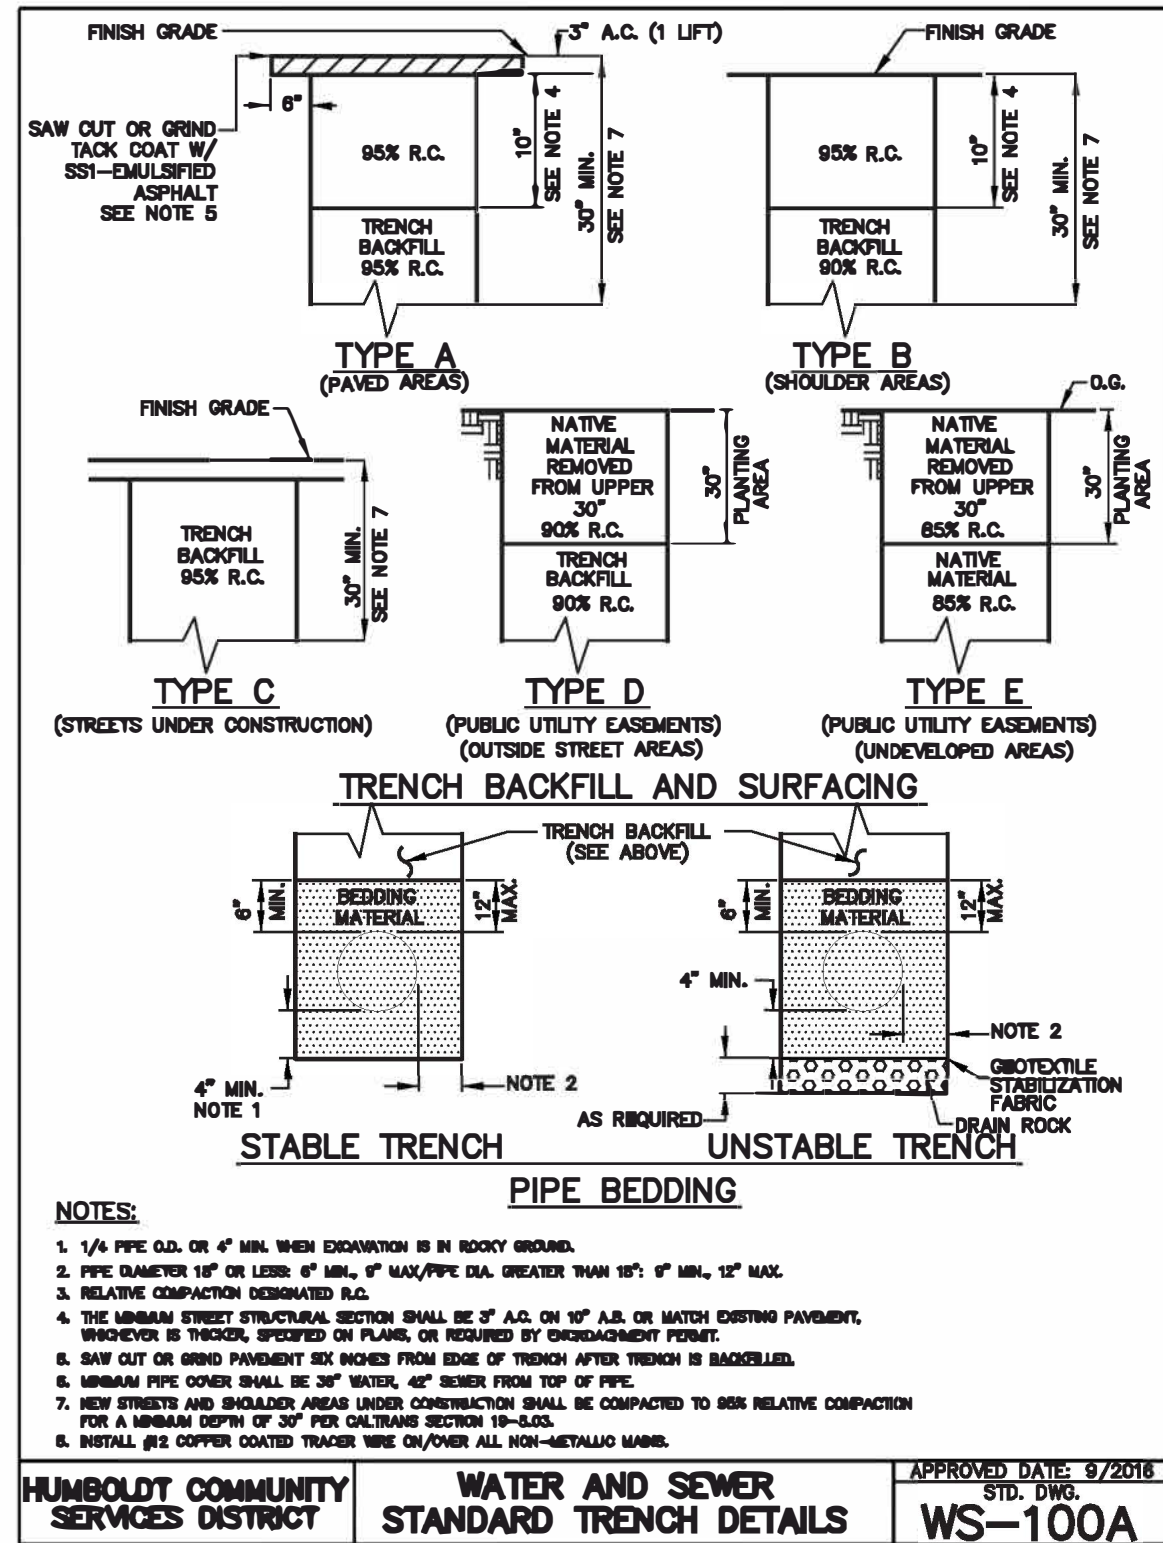 FINISH GRADE
3" A.C. (1 LIFT)
FINISH GRADE
6"
SAW CUT OR GRIND
TACK COAT W/
SS1-EMULSIFIED
ASPHALT
SEE NOTE 5
95% R.C.
10"
SEE NOTE 4
30" MIN.
SEE NOTE 7
TRENCH
BACKFILL
95% R.C.
TYPE A
(PAVED AREAS)
95% R.C.
10"
SEE NOTE 4
30" MIN.
SEE NOTE 7
TRENCH
BACKFILL
90% R.C.
TYPE B
(SHOULDER AREAS)
FINISH GRADE
TRENCH
BACKFILL
95% R.C.
30" MIN.
SEE NOTE 7
TYPE C
(STREETS UNDER CONSTRUCTION)
NATIVE
MATERIAL
REMOVED
FROM UPPER
30"
90% R.C.
30"
PLANTING
AREA
TRENCH
BACKFILL
90% R.C.
TYPE D
(PUBLIC UTILITY EASEMENTS)
(OUTSIDE STREET AREAS)
O.G.
NATIVE
MATERIAL
REMOVED
FROM UPPER
30"
85% R.C.
30"
PLANTING
AREA
NATIVE
MATERIAL
85% R.C.
TYPE E
(PUBLIC UTILITY EASEMENTS)
(UNDEVELOPED AREAS)
TRENCH BACKFILL AND SURFACING
TRENCH BACKFILL
(SEE ABOVE)
6"
MIN.
BEDDING
MATERIAL
12"
MAX.
4" MIN.
NOTE 1
NOTE 2
STABLE TRENCH
6"
MIN.
BEDDING
MATERIAL
12"
MAX.
4" MIN.
NOTE 2
GEOTEXTILE
STABILIZATION
FABRIC
AS REQUIRED
DRAIN ROCK
UNSTABLE TRENCH
PIPE BEDDING
NOTES:
1. 1/4 PIPE O.D. OR 4" MIN. WHEN EXCAVATION IS IN ROCKY GROUND.
2. PIPE DIAMETER 18" OR LESS: 6" MIN., 9" MAX/PIPE DIA. GREATER THAN 18": 9" MIN., 12" MAX.
3. RELATIVE COMPACTION DESIGNATED R.C.
4. THE MINIMUM STREET STRUCTURAL SECTION SHALL BE 3" A.C. ON 10" A.B. OR MATCH EXISTING PAVEMENT,
WHICHEVER IS THICKER, SPECIFIED ON PLANS, OR REQUIRED BY ENCROACHMENT PERMIT.
5. SAW CUT OR GRIND PAVEMENT SIX INCHES FROM EDGE OF TRENCH AFTER TRENCH IS BACKFILLED.
6. MINIMUM PIPE COVER SHALL BE 36" WATER, 42" SEWER FROM TOP OF PIPE.
7. NEW STREETS AND SHOULDER AREAS UNDER CONSTRUCTION SHALL BE COMPACTED TO 95% RELATIVE COMPACTION
FOR A MINIMUM DEPTH OF 30" PER CALTRANS SECTION 19-5.03.
8. INSTALL #12 COPPER COATED TRACER WIRE ON/OVER ALL NON-METALLIC MAINS.
HUMBOLDT COMMUNITY
SERVICES DISTRICT
WATER AND SEWER
STANDARD TRENCH DETAILS
APPROVED DATE: 9/2016
STD. DWG.
WS-100A